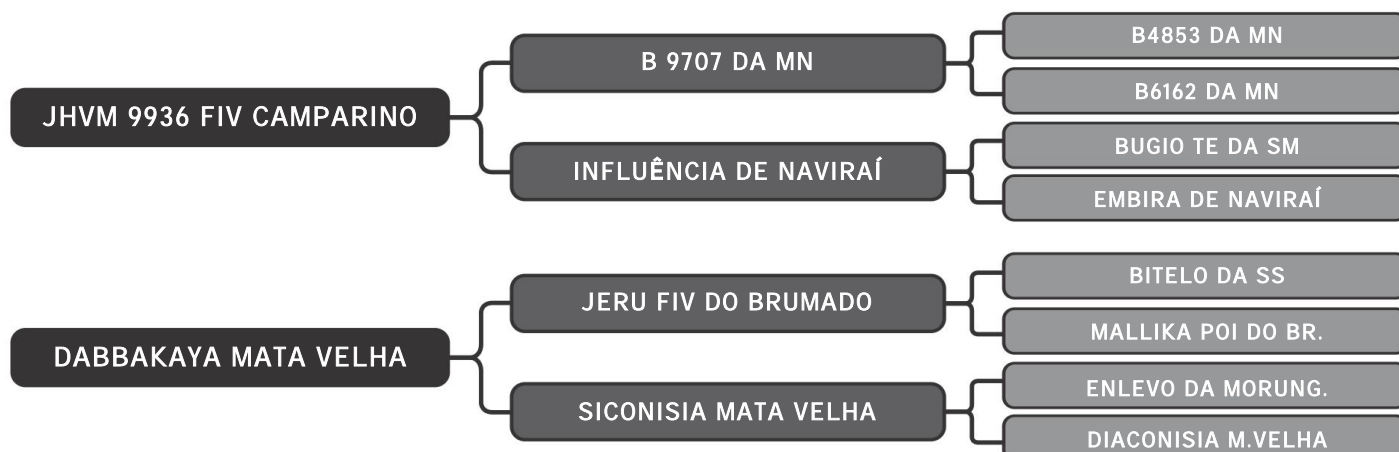 B4853 DA MN
B 9707 DA MN
B6162 DA MN
JHVM 9936 FIV CAMPARINO
BUGIO TE DA SM
INFLUÊNCIA DE NAVIRAÍ
EMBIRA DE NAVIRAÍ
BITELO DA SS
JERU FIV DO BRUMADO
MALLIKA POI DO BR.
DABBAKAYA MATA VELHA
ENLEVO DA MORUNG.
SICONISIA MATA VELHA
DIACONISIA M.VELHA